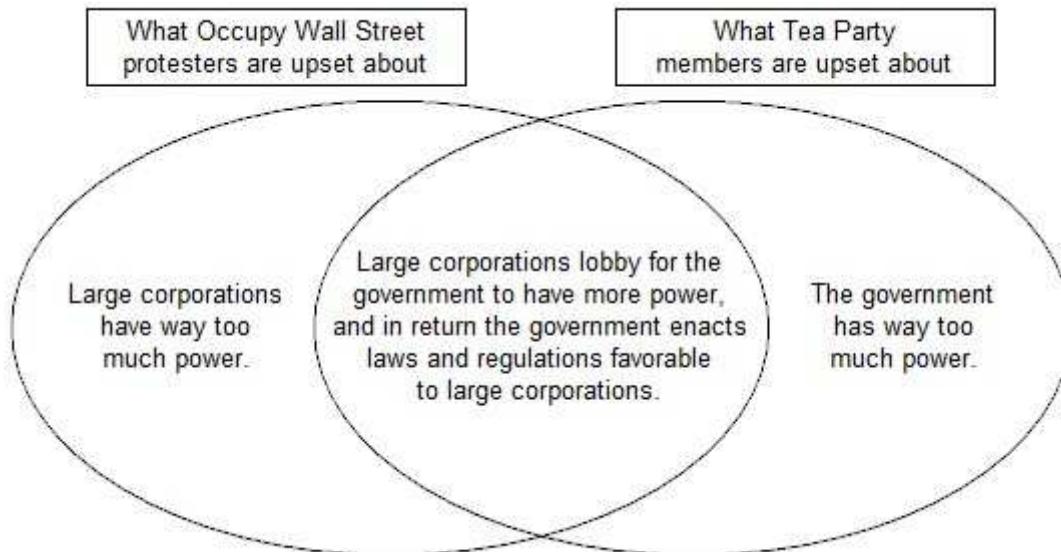 What Occupy Wall Street
protesters are upset about
What Tea Party
members are upset about
Large corporations
have way too
much power.
Large corporations lobby for the
government to have more power,
and in return the government enacts
laws and regulations favorable
to large corporations.
The government
has way too
much power.